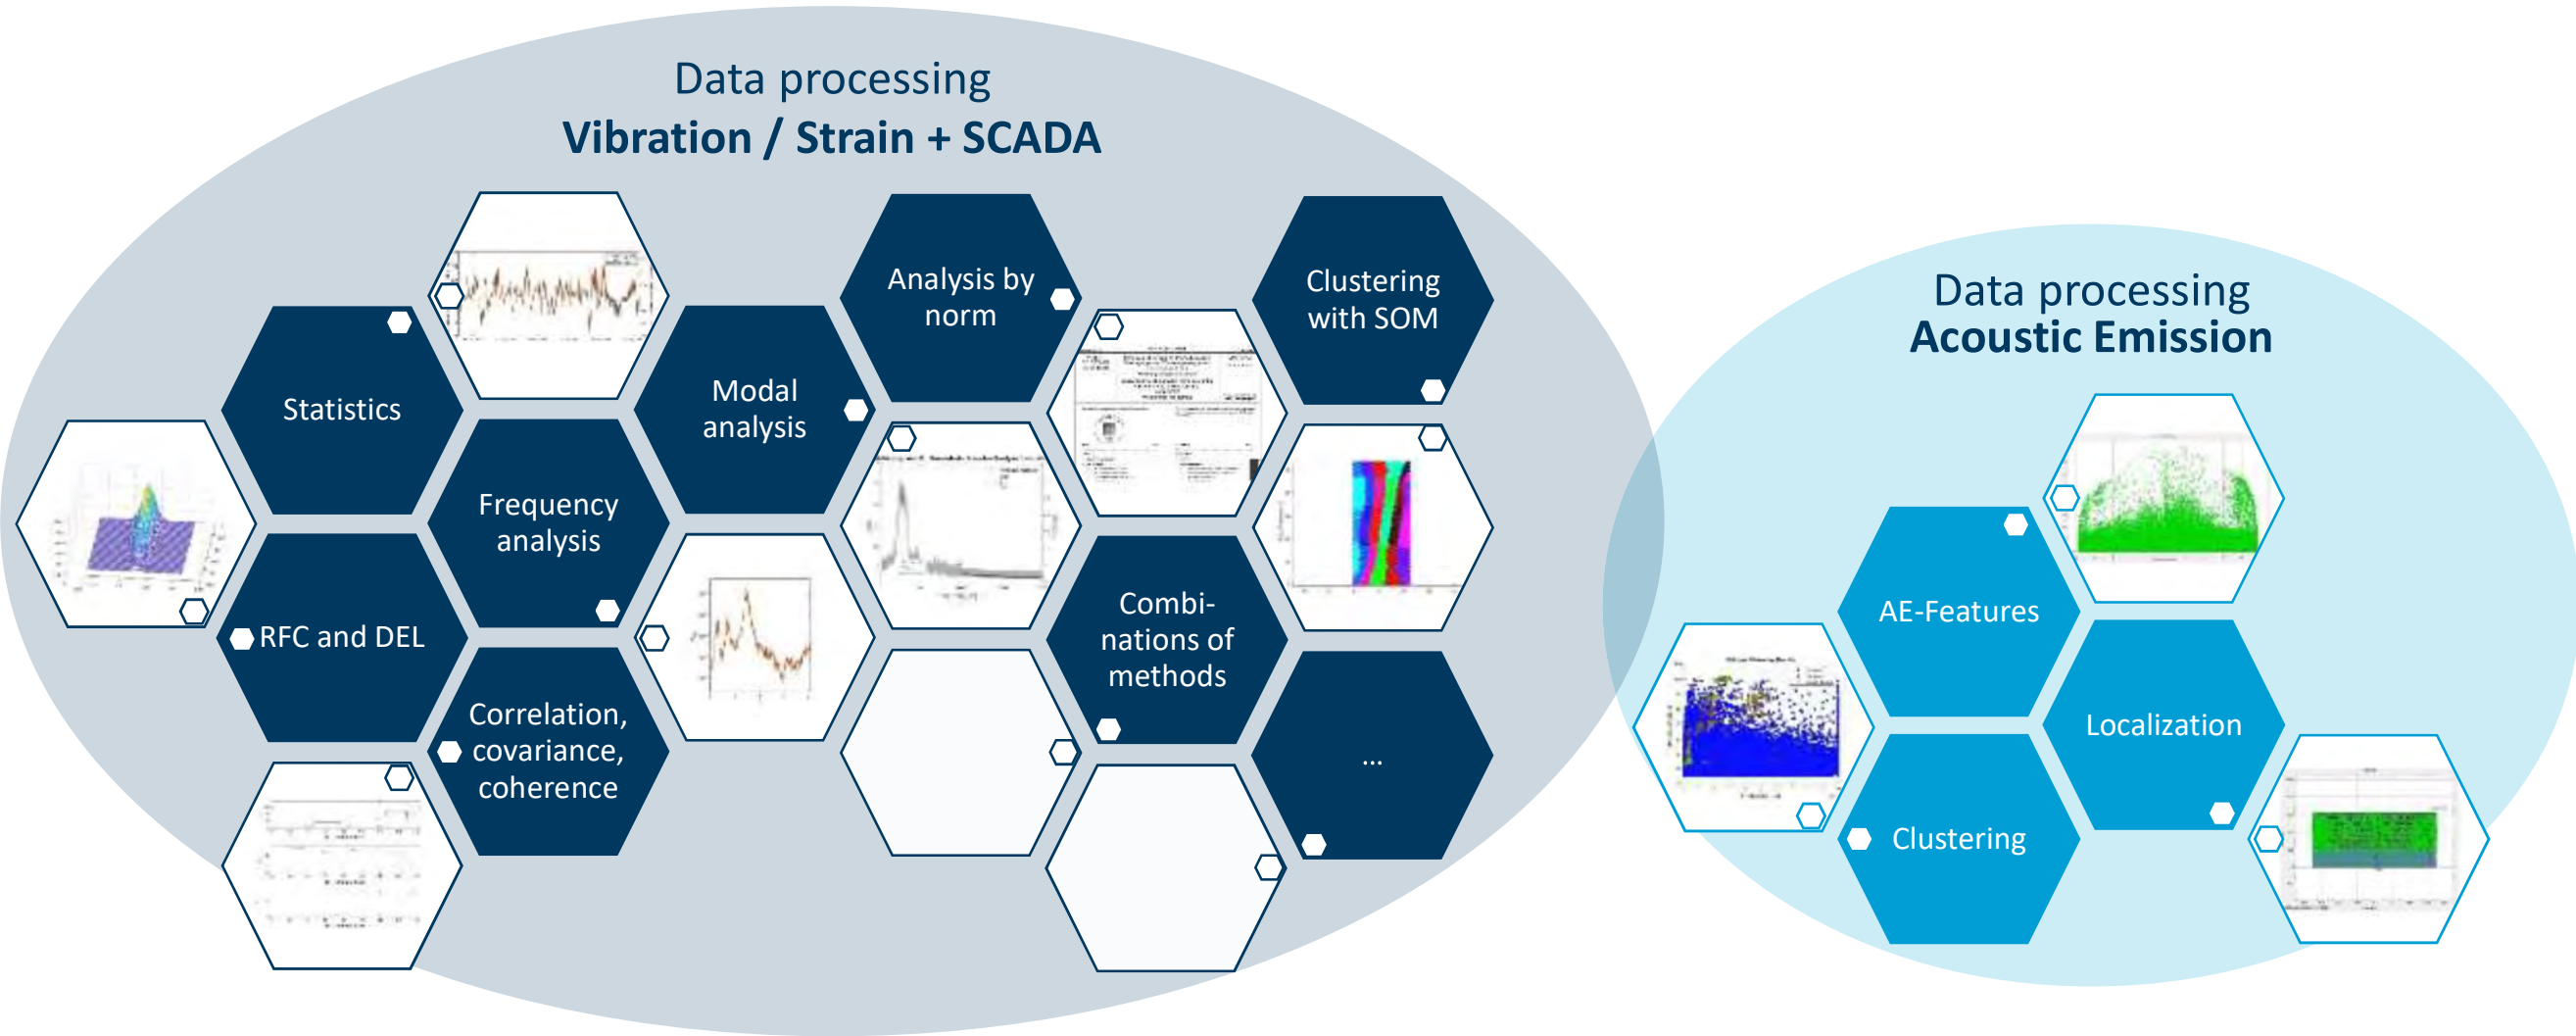 Data processing
Vibration / Strain + SCADA
Statistics
Frequency
analysis
RFC and DEL
Correlation,
covariance,
coherence
Modal
analysis
Analysis by
norm
Clustering
with SOM
Combi-
nations of
methods
...
Data processing
Acoustic Emission
AE-Features
Localization
Clustering